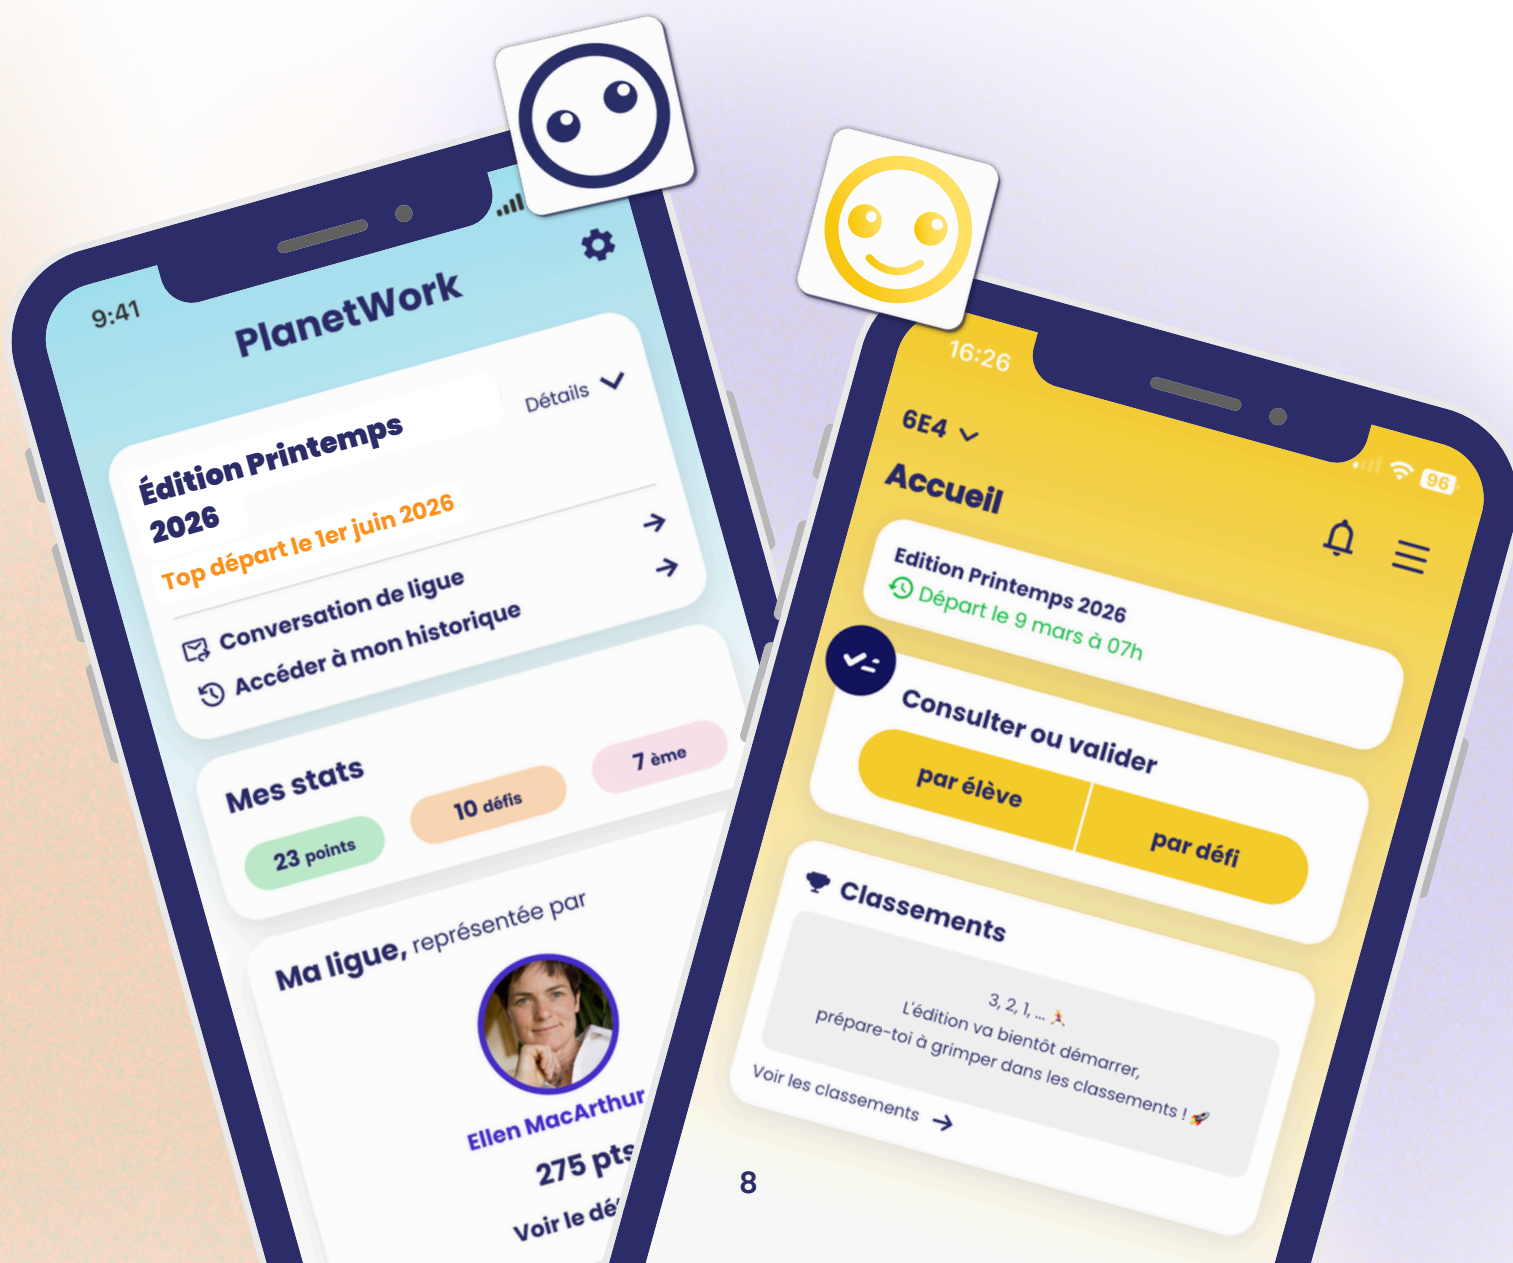 9:41
PlanetWork
Édition Printemps
2026
Détails
Top départ le 1er juin 2026
Conversation de ligue
Accéder à mon historique
Mes stats
23 points
10 défis
7 ème
Ma ligue, représentée par
Ellen MacArthur
275 pts
Voir le dé
16:26
96
6E4
Accueil
Edition Printemps 2026
Départ le 9 mars à 07h
Consulter ou valider
par élève
par défi
Classements
3, 2, 1, ... 🏃
L'édition va bientôt démarrer,
prépare-toi à grimper dans les classements ! 🚀
Voir les classements
8